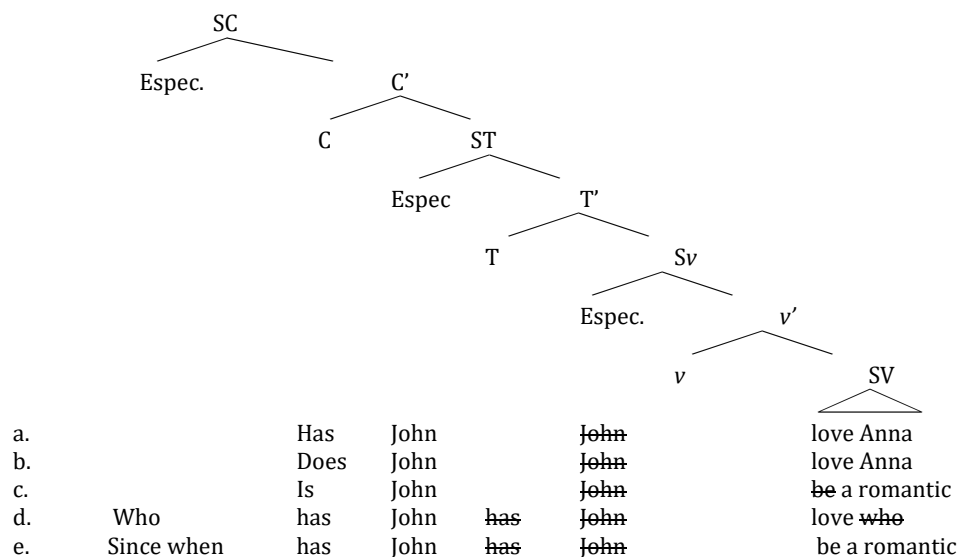 SC
Espec. C’
C ST
Espec T’
T Sv
Espec. v’
v SV
a. Has John John love Anna
b. Does John John love Anna
c. Is John John be a romantic
d. Who has John has John love who
e. Since when has John has John be a romantic